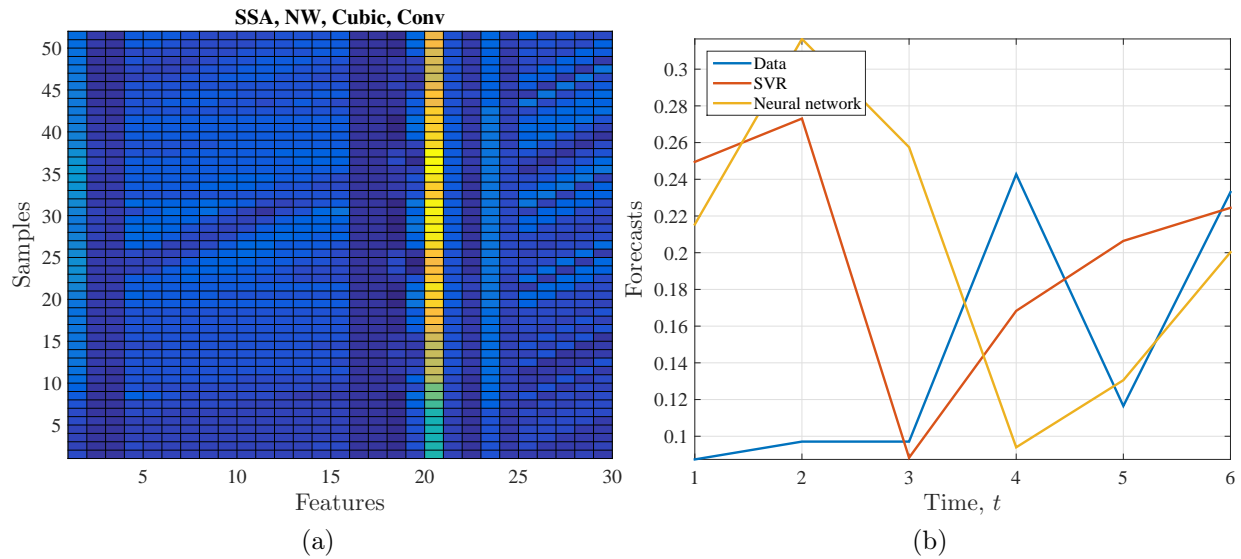 SSA, NW, Cubic, Conv
50
45
40
35
30
25
20
15
10
5
Samples
5 10 15 20 25 30
Features
(a)
Data
SVR
Neural network
0.3
0.28
0.26
0.24
0.22
0.2
0.18
0.16
0.14
0.12
0.1
Forecasts
1 2 3 4 5 6
Time, t
(b)